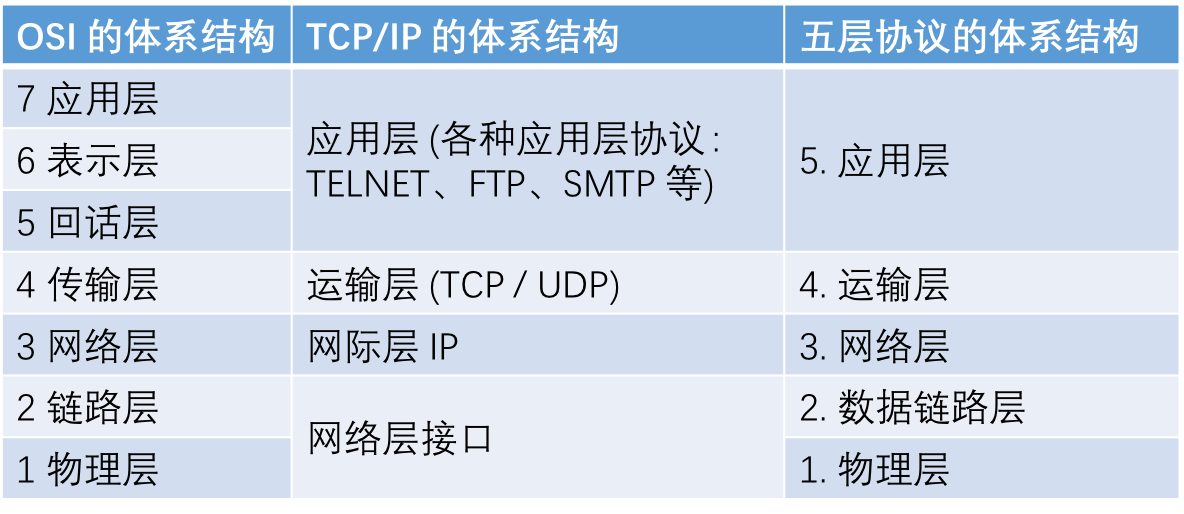 OSI 的体系结构
TCP/IP 的体系结构
五层协议的体系结构
7 应用层
6 表示层
5 回话层
应用层 (各种应用层协议:
TELNET、FTP、SMTP 等)
5. 应用层
4 传输层
运输层 (TCP / UDP)
4. 运输层
3 网络层
网际层 IP
3. 网络层
2 链路层
1 物理层
网络层接口
2. 数据链路层
1. 物理层